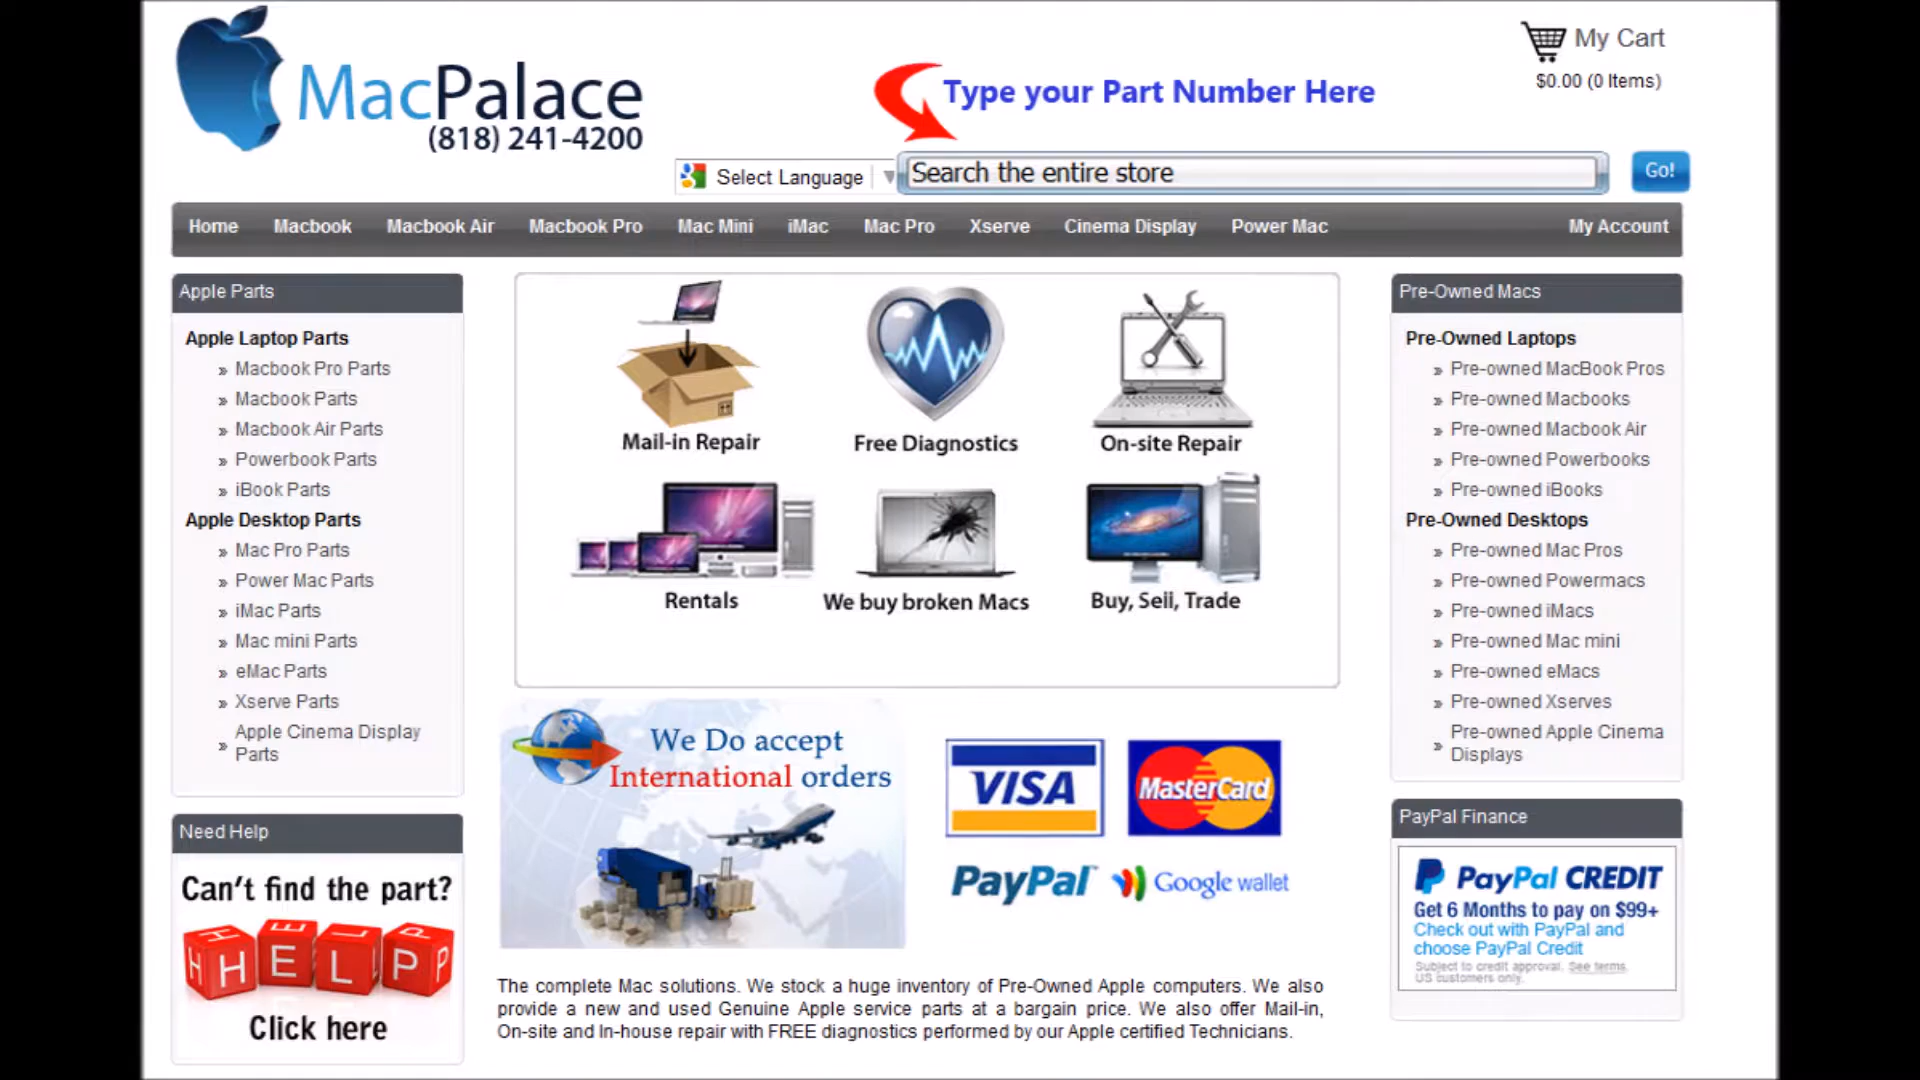 MacPalace
(818) 241-4200
Type your Part Number Here
My Cart
$0.00 (0 Items)
Select Language
Search the entire store
Go!
Home Macbook Macbook Air Macbook Pro Mac Mini iMac Mac Pro Xserve Cinema Display Power Mac My Account
Apple Parts
Apple Laptop Parts
» Macbook Pro Parts
» Macbook Parts
» Macbook Air Parts
» Powerbook Parts
» iBook Parts
Apple Desktop Parts
» Mac Pro Parts
» Power Mac Parts
» iMac Parts
» Mac mini Parts
» eMac Parts
» Xserve Parts
» Apple Cinema Display
Parts
Need Help
Can't find the part?
HELP
Click here
Mail-in Repair
Free Diagnostics
On-site Repair
Rentals
We buy broken Macs
Buy, Sell, Trade
We Do accept
International orders
VISA
MasterCard
PayPal
Google wallet
The complete Mac solutions. We stock a huge inventory of Pre-Owned Apple computers. We also
provide a new and used Genuine Apple service parts at a bargain price. We also offer Mail-in,
On-site and In-house repair with FREE diagnostics performed by our Apple certified Technicians.
Pre-Owned Macs
Pre-Owned Laptops
» Pre-owned MacBook Pros
» Pre-owned Macbooks
» Pre-owned Macbook Air
» Pre-owned Powerbooks
» Pre-owned iBooks
Pre-Owned Desktops
» Pre-owned Mac Pros
» Pre-owned Powermacs
» Pre-owned iMacs
» Pre-owned Mac mini
» Pre-owned eMacs
» Pre-owned Xserves
» Pre-owned Apple Cinema
Displays
PayPal Finance
PayPal CREDIT
Get 6 Months to pay on $99+
Check out with PayPal and
choose PayPal Credit
Subject to credit approval. See terms.
US customers only.